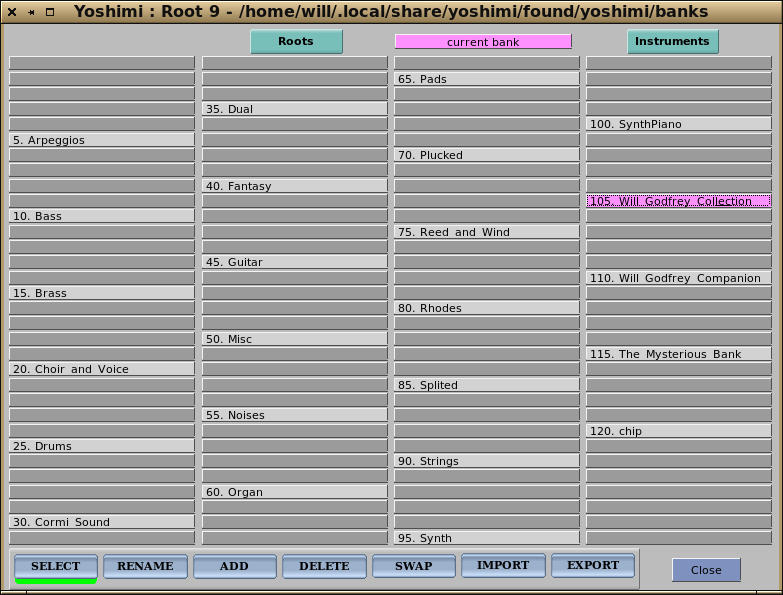 Yoshimi : Root 9 - /home/will/.local/share/yoshimi/found/yoshimi/banks
Roots
current bank
Instruments
5. Arpeggios
10. Bass
15. Brass
20. Choir and Voice
25. Drums
30. Cormi Sound
35. Dual
40. Fantasy
45. Guitar
50. Misc
55. Noises
60. Organ
65. Pads
70. Plucked
75. Reed and Wind
80. Rhodes
85. Splited
90. Strings
95. Synth
100. SynthPiano
105. Will Godfrey Collection
110. Will Godfrey Companion
115. The Mysterious Bank
120. chip
SELECT
RENAME
ADD
DELETE
SWAP
IMPORT
EXPORT
Close